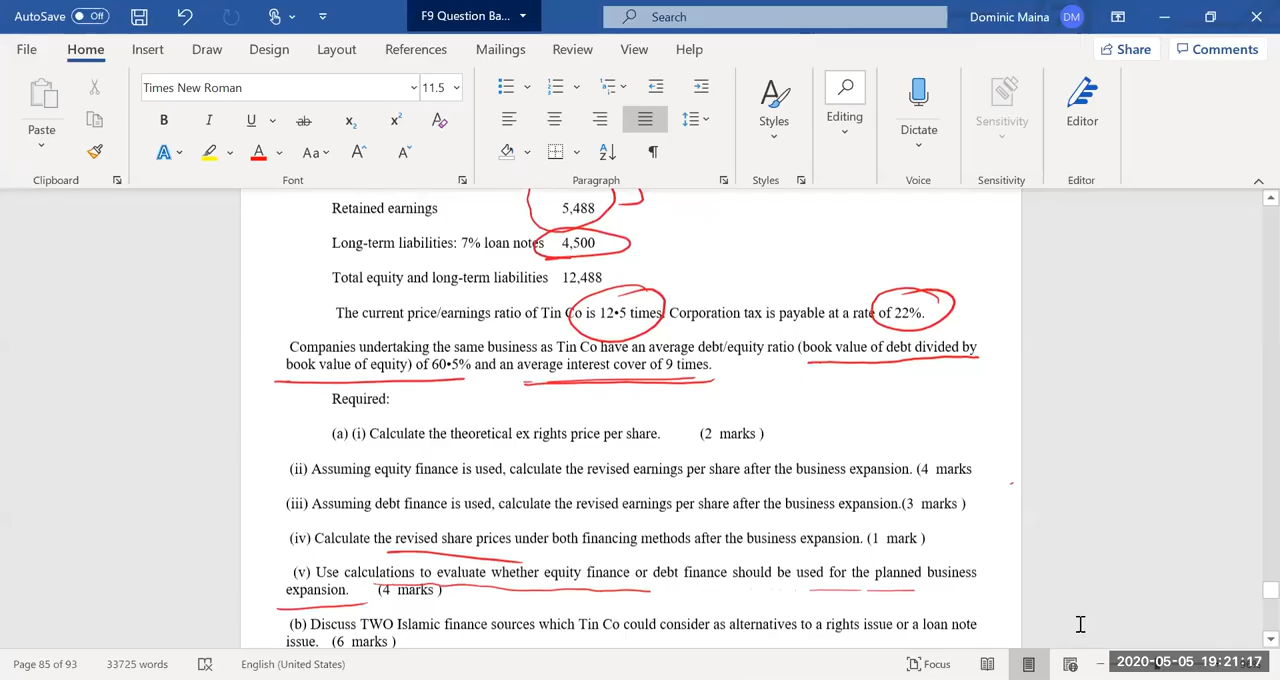 AutoSave Off F9 Question Ba... Search Dominic Maina DM
File Home Insert Draw Design Layout References Mailings Review View Help Share Comments
Times New Roman 11.5
Paste B I U ab x2 x2 A Styles Editing Dictate Sensitivity Editor
A A Aa A A
Clipboard Font Paragraph Styles Voice Sensitivity Editor
Retained earnings 5,488
Long-term liabilities: 7% loan notes 4,500
Total equity and long-term liabilities 12,488
The current price/earnings ratio of Tin Co is 12•5 times. Corporation tax is payable at a rate of 22%.
Companies undertaking the same business as Tin Co have an average debt/equity ratio (book value of debt divided by
book value of equity) of 60•5% and an average interest cover of 9 times.
Required:
(a) (i) Calculate the theoretical ex rights price per share. (2 marks )
(ii) Assuming equity finance is used, calculate the revised earnings per share after the business expansion. (4 marks
(iii) Assuming debt finance is used, calculate the revised earnings per share after the business expansion.(3 marks )
(iv) Calculate the revised share prices under both financing methods after the business expansion. (1 mark )
(v) Use calculations to evaluate whether equity finance or debt finance should be used for the planned business
expansion. (4 marks )
(b) Discuss TWO Islamic finance sources which Tin Co could consider as alternatives to a rights issue or a loan note
issue. (6 marks )
Page 85 of 93 33725 words English (United States) Focus 2020-05-05 19:21:17